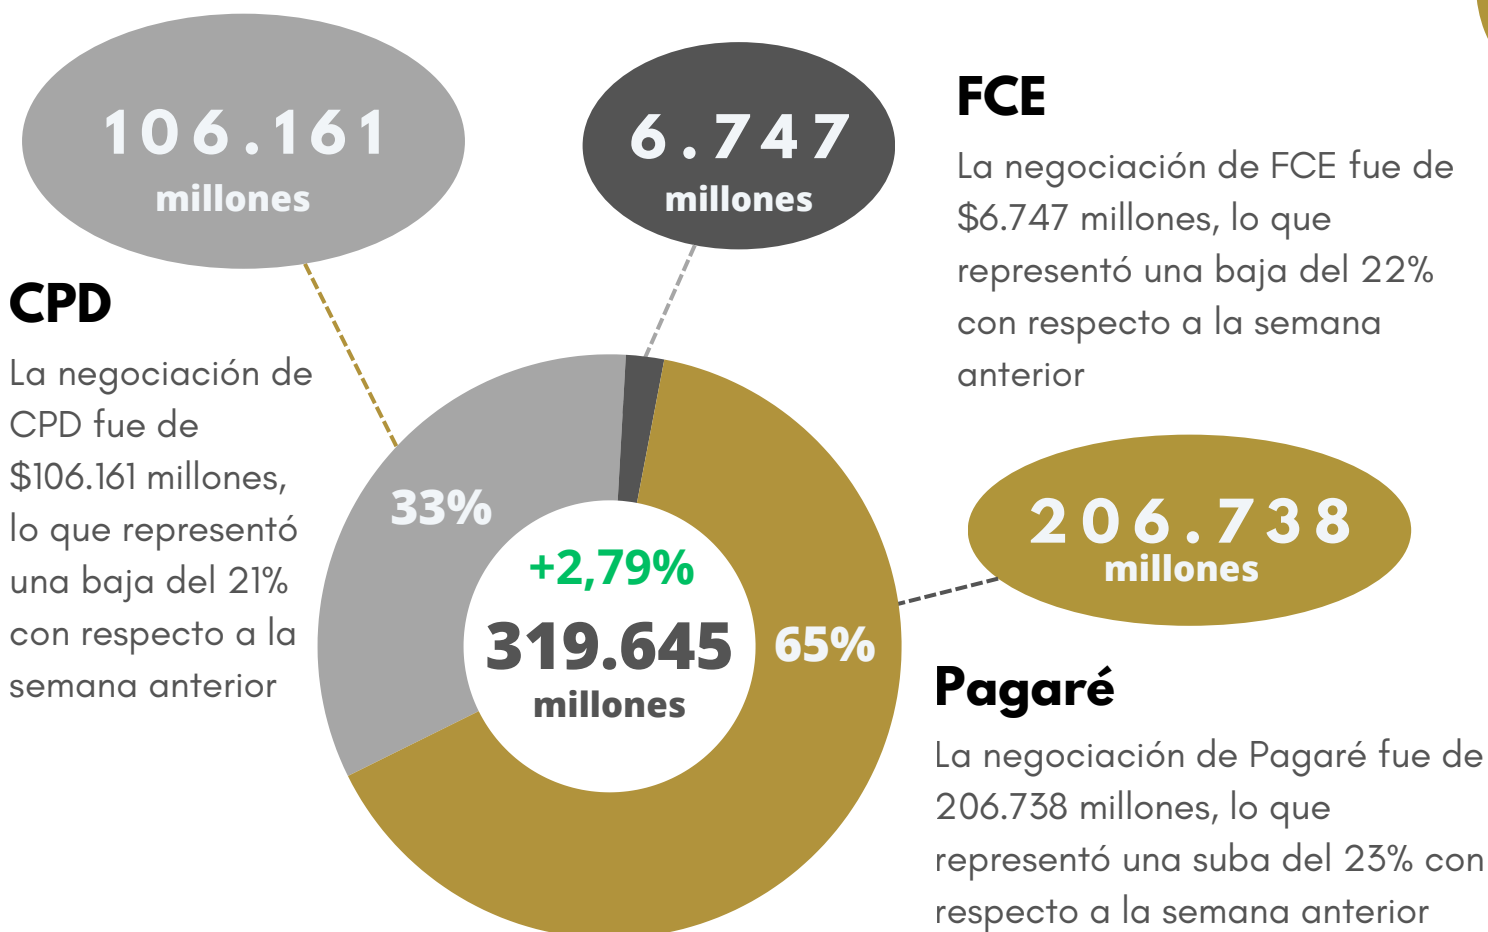 106.161
millones
CPD
La negociación de
CPD fue de
$106.161 millones,
lo que representó
una baja del 21%
con respecto a la
semana anterior
6.747
millones
FCE
La negociación de FCE fue de
$6.747 millones, lo que
representó una baja del 22%
con respecto a la semana
anterior
33%
+2,79%
319.645
millones
65%
206.738
millones
Pagaré
La negociación de Pagaré fue de
206.738 millones, lo que
representó una suba del 23% con
respecto a la semana anterior